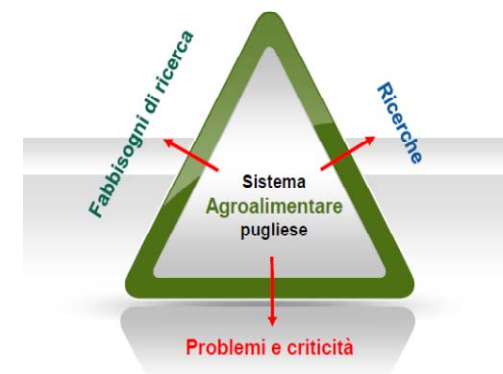 Fabbisogni di ricerca
Ricerche
Sistema
Agroalimentare
pugliese
Problemi e criticità